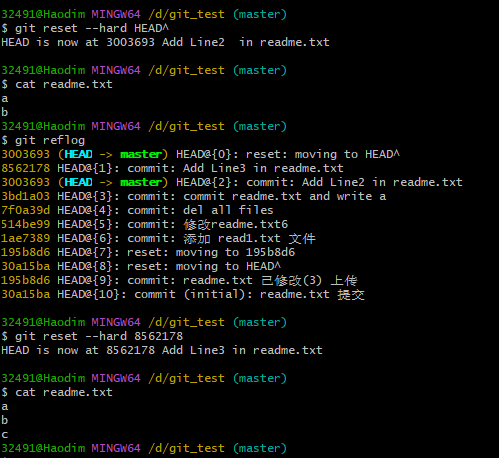 32491@Haodim MINGW64 /d/git_test (master)
$ git reset --hard HEAD^
HEAD is now at 3003693 Add Line2  in readme.txt
32491@Haodim MINGW64 /d/git_test (master)
$ cat readme.txt
a
b
32491@Haodim MINGW64 /d/git_test (master)
$ git reflog
3003693 (HEAD -> master) HEAD@{0}: reset: moving to HEAD^
8562178 HEAD@{1}: commit: Add Line3 in readme.txt
3003693 (HEAD -> master) HEAD@{2}: commit: Add Line2 in readme.txt
3bd1a03 HEAD@{3}: commit: commit readme.txt and write a
7f0a39d HEAD@{4}: commit: del all files
514be99 HEAD@{5}: commit: 修改readme.txt6
1ae7389 HEAD@{6}: commit: 添加 read1.txt 文件
195b8d6 HEAD@{7}: reset: moving to 195b8d6
30a15ba HEAD@{8}: reset: moving to HEAD^
195b8d6 HEAD@{9}: commit: readme.txt 已修改(3) 上传
30a15ba HEAD@{10}: commit (initial): readme.txt 提交
32491@Haodim MINGW64 /d/git_test (master)
$ git reset --hard 8562178
HEAD is now at 8562178 Add Line3 in readme.txt
32491@Haodim MINGW64 /d/git_test (master)
$ cat readme.txt
a
b
c
32491@Haodim MINGW64 /d/git_test (master)